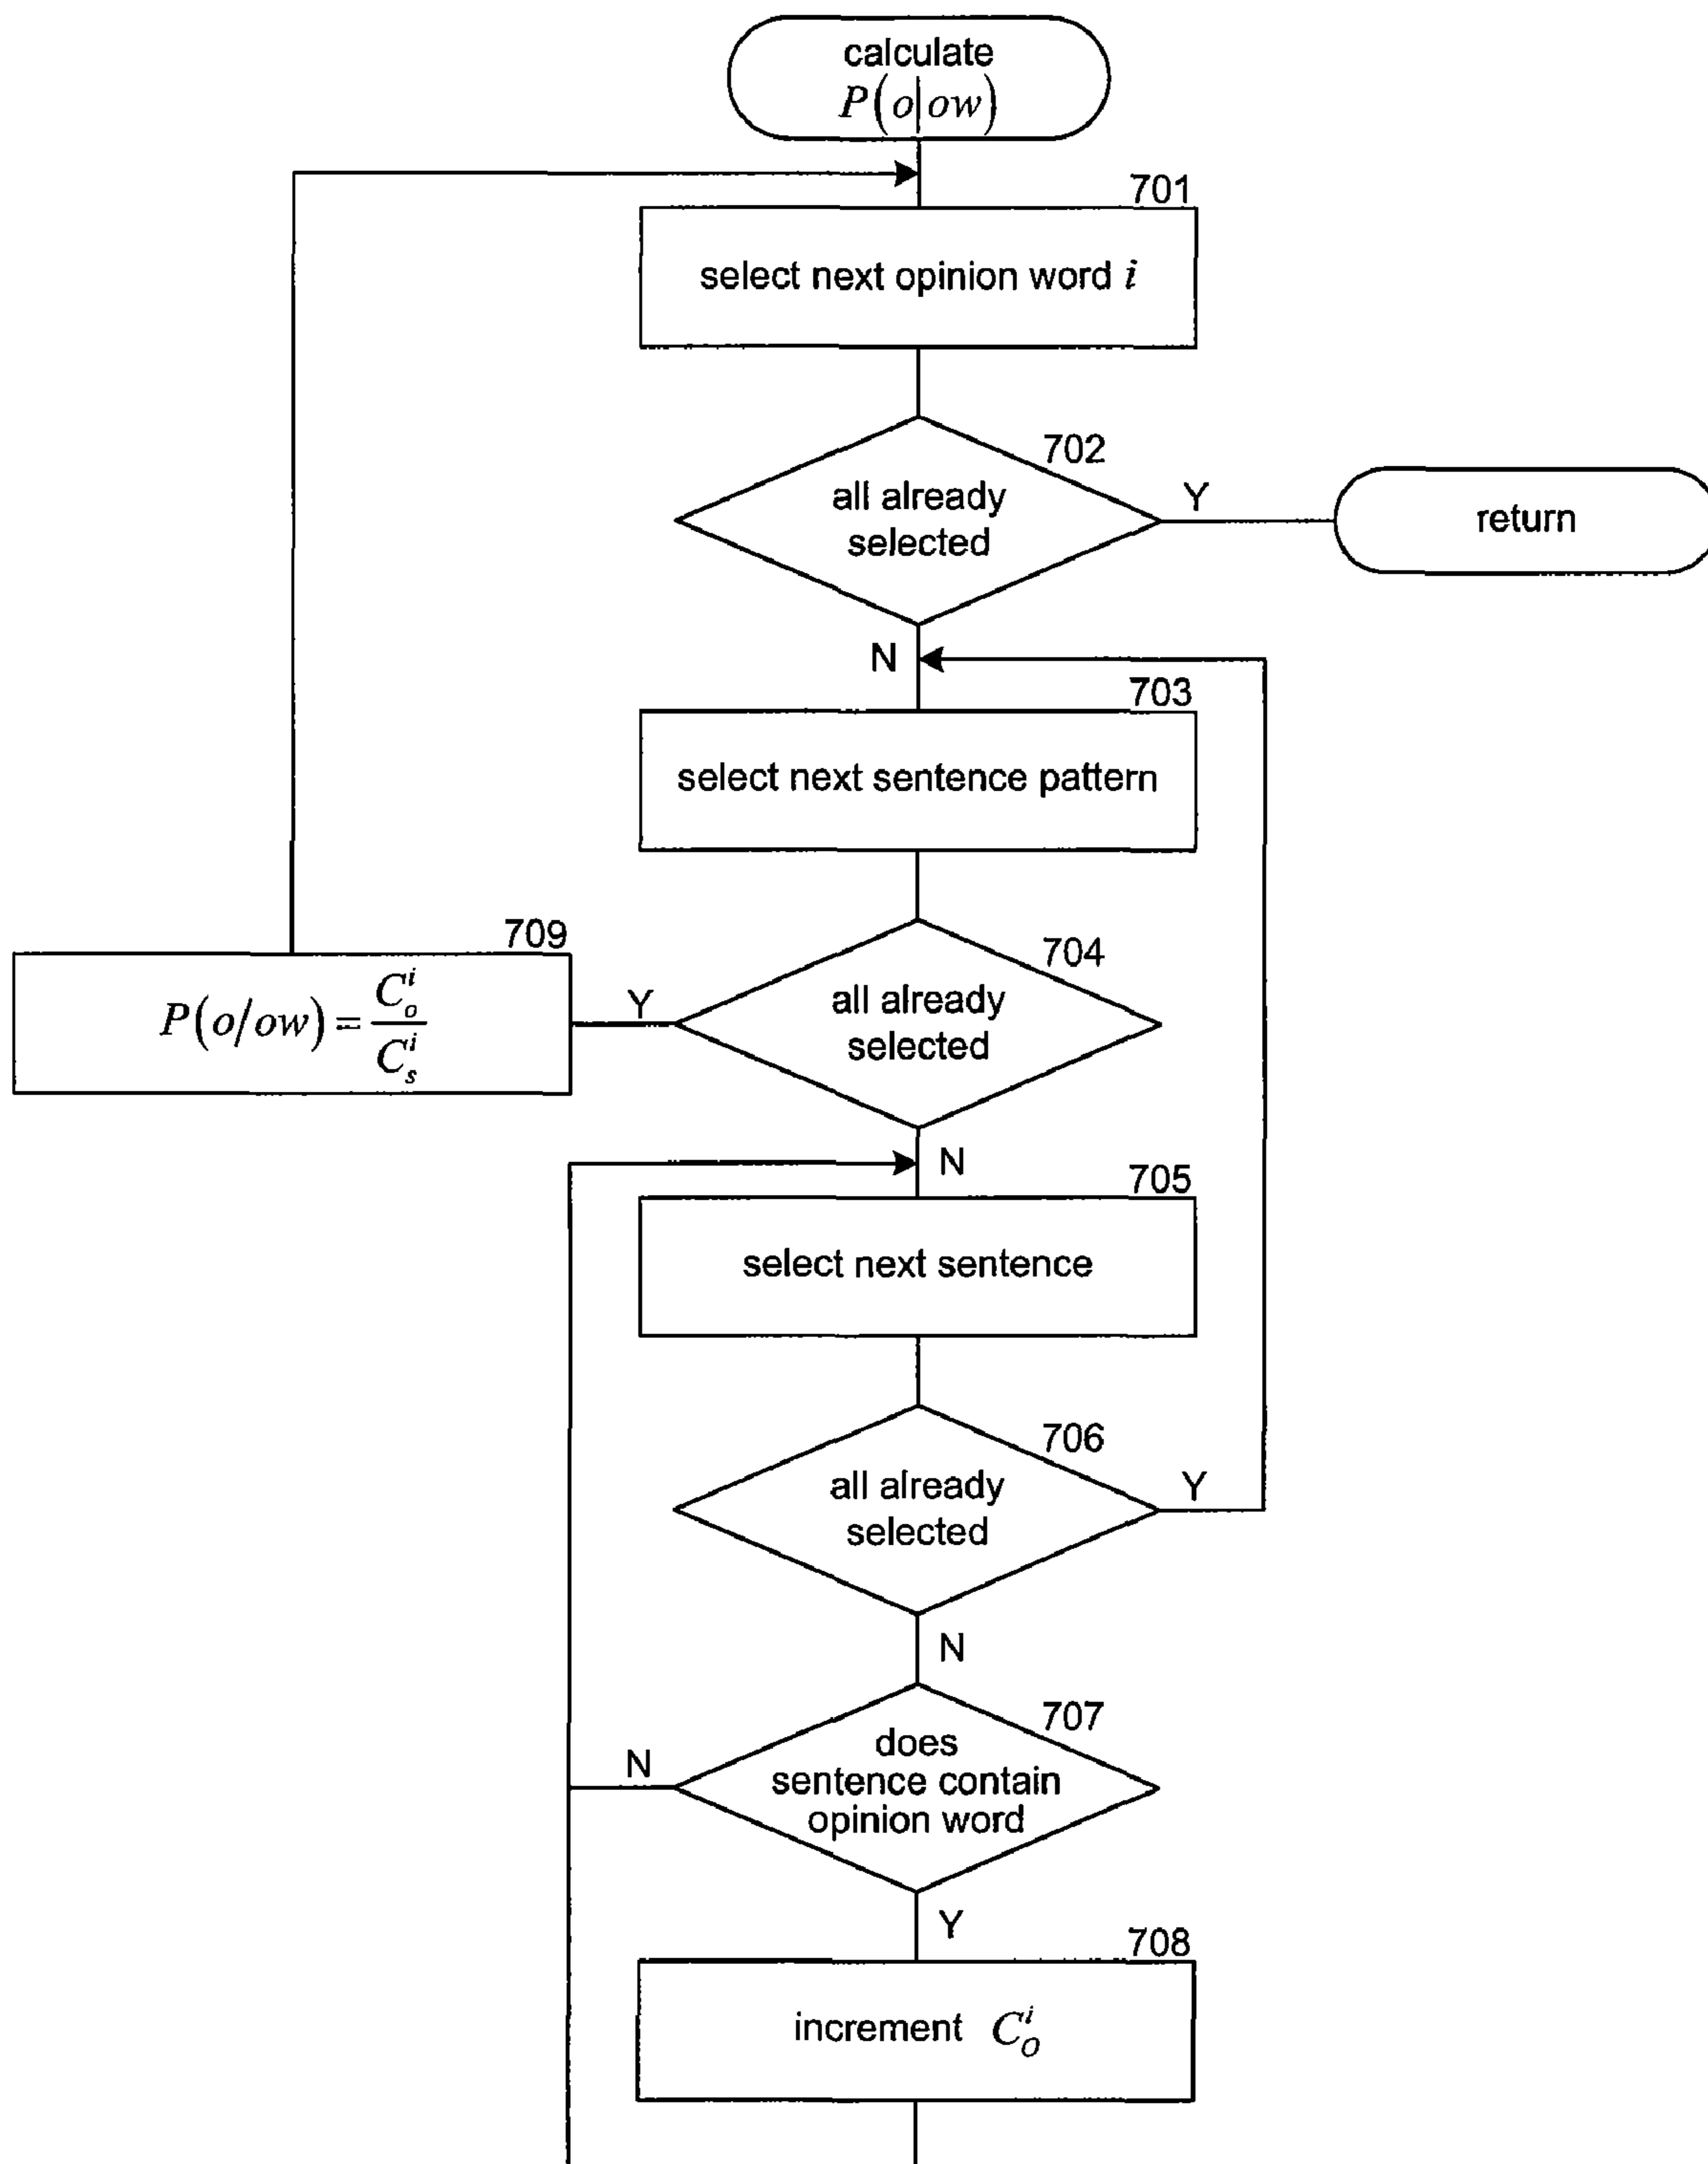 calculate
P(o|ow)
701
select next opinion word i
702
all already
selected
Y
return
N
703
select next sentence pattern
709
P(o/ow) = C_o^i / C_s^i
704
all already
selected
Y
N
705
select next sentence
706
all already
selected
Y
N
707
does
sentence contain
opinion word
N
Y
708
increment C_o^i